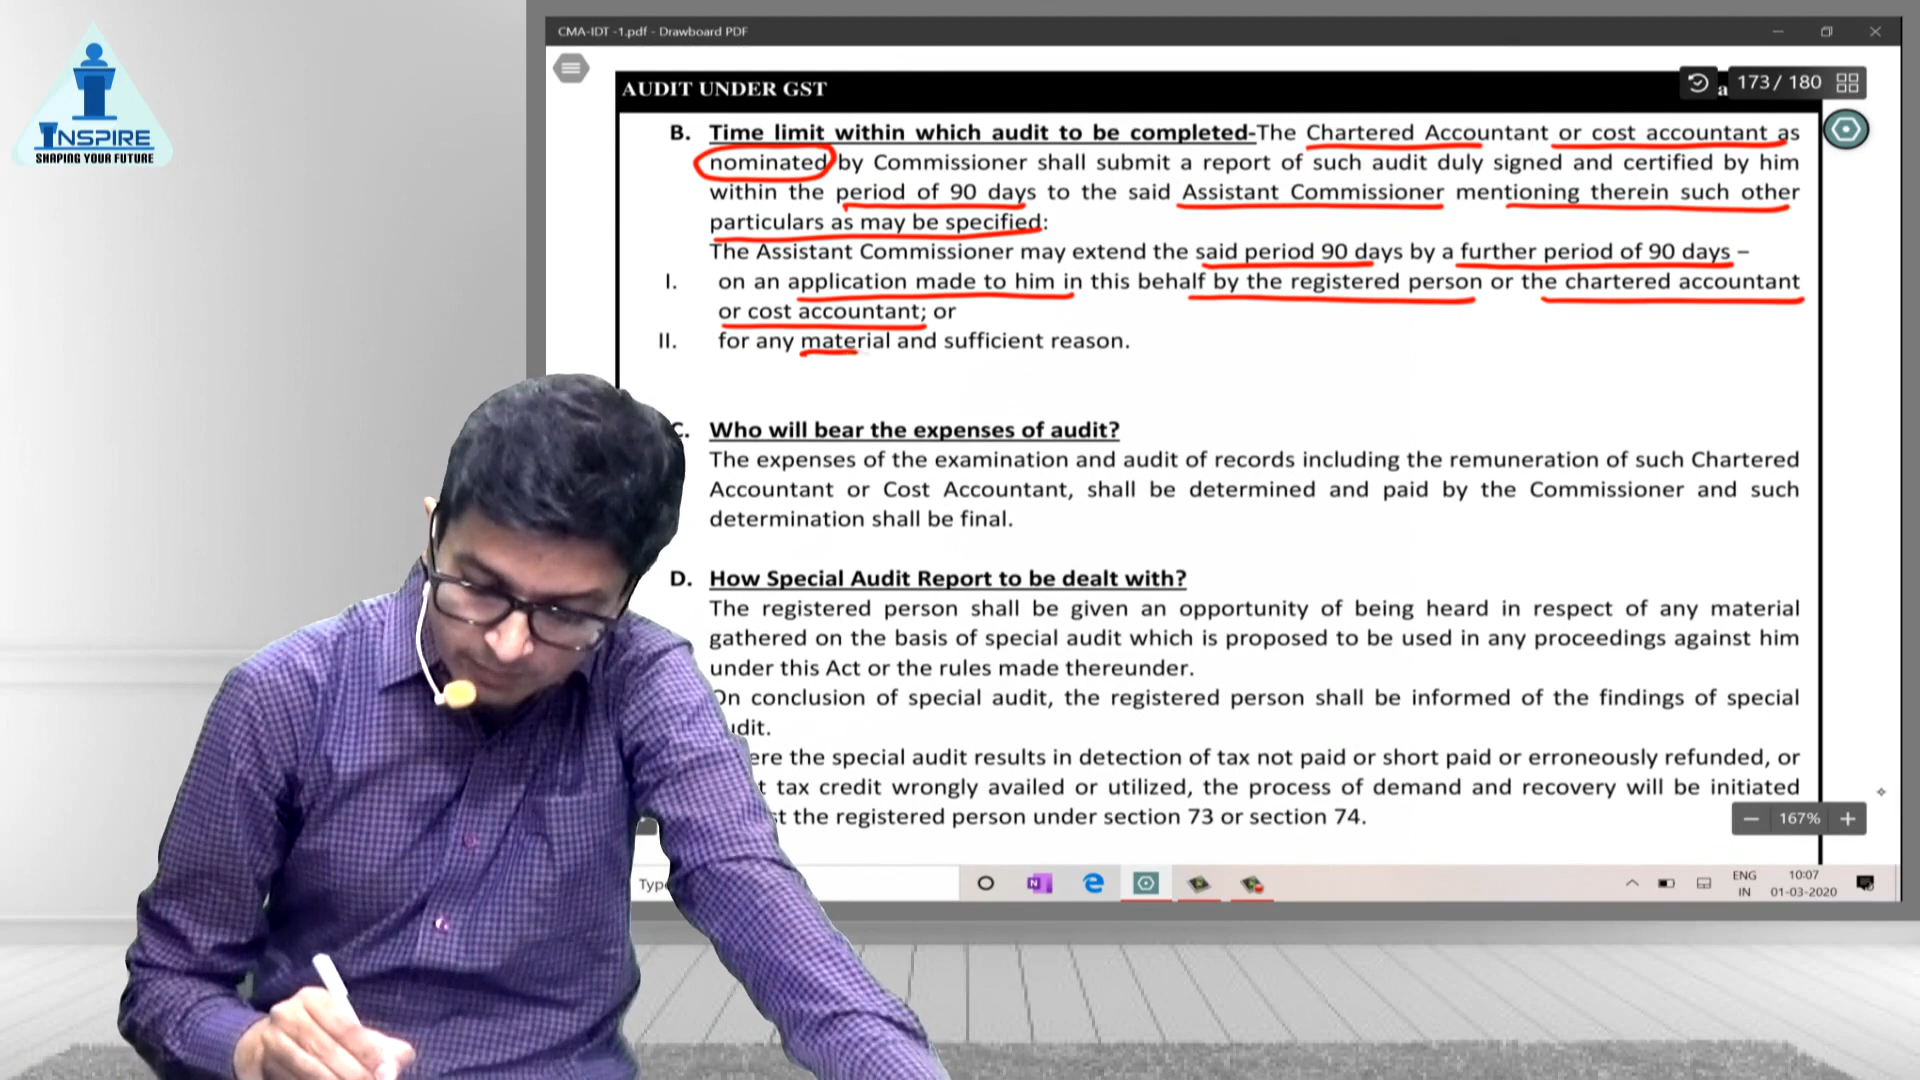 INSPIRE
SHAPING YOUR FUTURE
CMA-IDT -1.pdf - Drawboard PDF
AUDIT UNDER GST
a
173 / 180
B. Time limit within which audit to be completed-The Chartered Accountant or cost accountant as
nominated by Commissioner shall submit a report of such audit duly signed and certified by him
within the period of 90 days to the said Assistant Commissioner mentioning therein such other
particulars as may be specified:
The Assistant Commissioner may extend the said period 90 days by a further period of 90 days –
I. on an application made to him in this behalf by the registered person or the chartered accountant
or cost accountant; or
II. for any material and sufficient reason.
C. Who will bear the expenses of audit?
The expenses of the examination and audit of records including the remuneration of such Chartered
Accountant or Cost Accountant, shall be determined and paid by the Commissioner and such
determination shall be final.
D. How Special Audit Report to be dealt with?
The registered person shall be given an opportunity of being heard in respect of any material
gathered on the basis of special audit which is proposed to be used in any proceedings against him
under this Act or the rules made thereunder.
On conclusion of special audit, the registered person shall be informed of the findings of special
udit.
ere the special audit results in detection of tax not paid or short paid or erroneously refunded, or
t tax credit wrongly availed or utilized, the process of demand and recovery will be initiated
st the registered person under section 73 or section 74.
167%
Type
ENG
IN
10:07
01-03-2020